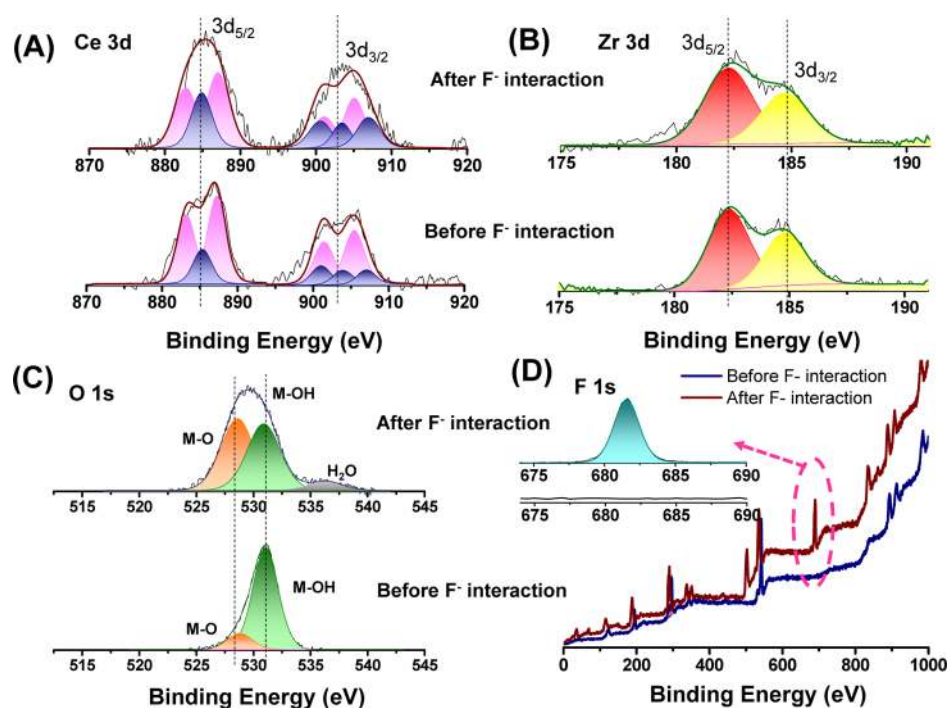 (A) Ce 3d
3d5/2
3d3/2
After F- interaction
870 880 890 900 910 920
Before F- interaction
870 880 890 900 910 920
Binding Energy (eV)
(B) Zr 3d
3d5/2
3d3/2
175 180 185 190
175 180 185 190
Binding Energy (eV)
(C) O 1s
M-O
M-OH
H2O
After F- interaction
515 520 525 530 535 540 545
M-O
M-OH
Before F- interaction
515 520 525 530 535 540 545
Binding Energy (eV)
(D)
F 1s
Before F- interaction
After F- interaction
675 680 685 690
675 680 685 690
0 200 400 600 800 1000
Binding Energy (eV)